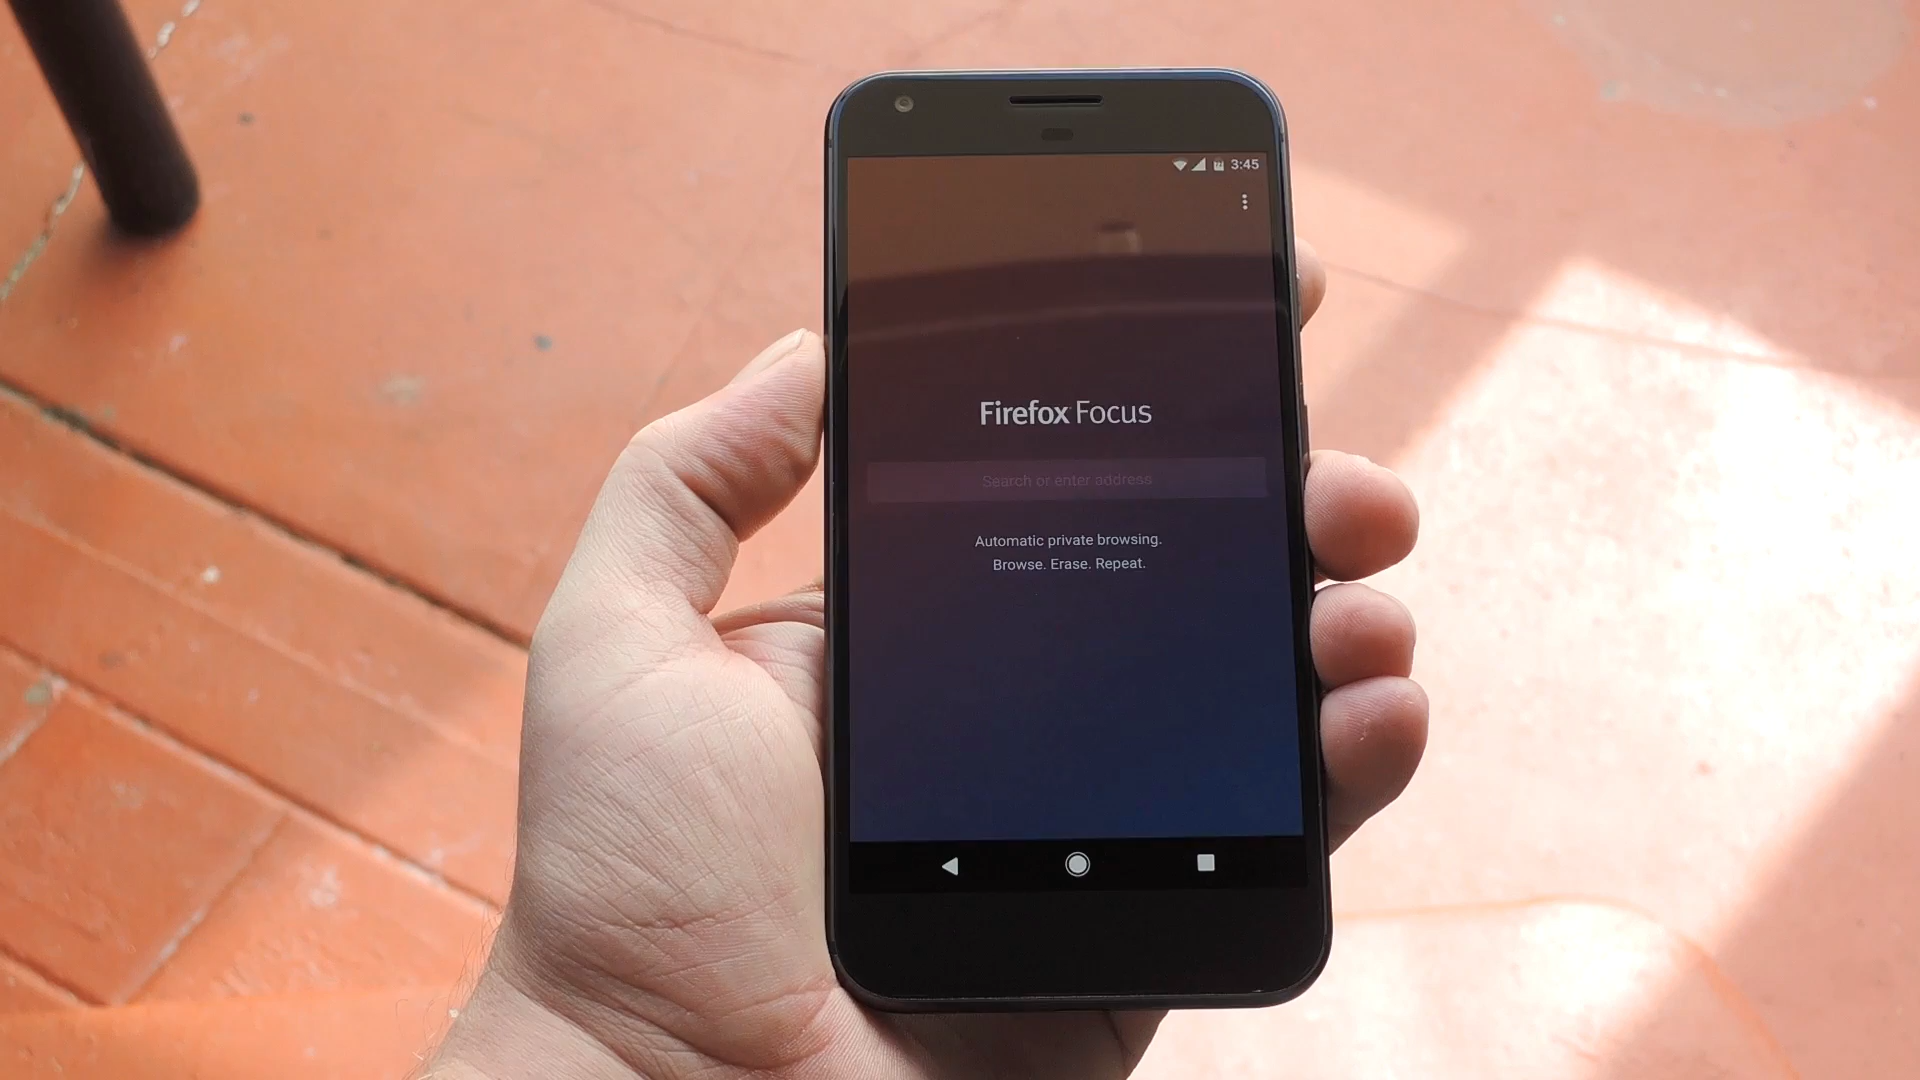 3:45
Firefox Focus
Search or enter address
Automatic private browsing.
Browse. Erase. Repeat.